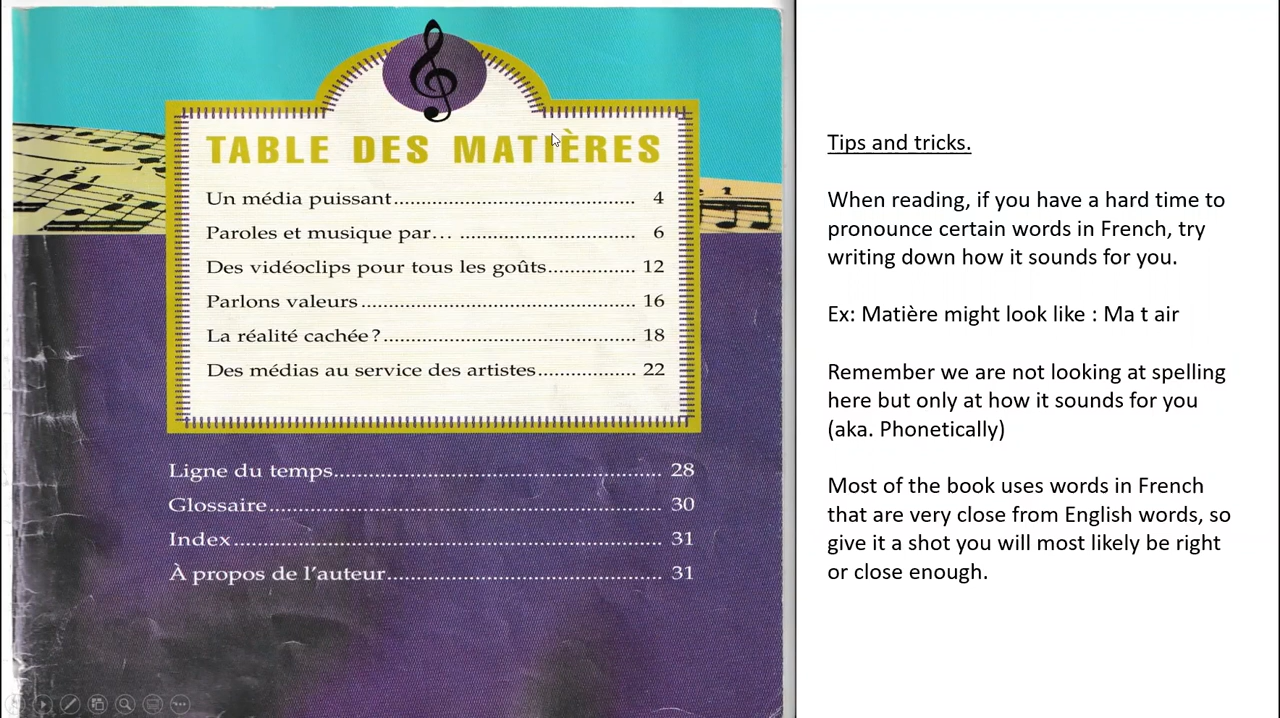 TABLE DES MATIÈRES
Un média puissant................................................ 4
Paroles et musique par... .................................... 6
Des vidéoclips pour tous les goûts................ 12
Parlons valeurs...................................................... 16
La réalité cachée?................................................. 18
Des médias au service des artistes.................. 22
Ligne du temps...................................................... 28
Glossaire................................................................. 30
Index........................................................................ 31
À propos de l'auteur............................................. 31
Tips and tricks.
When reading, if you have a hard time to
pronounce certain words in French, try
writing down how it sounds for you.
Ex: Matière might look like : Ma t air
Remember we are not looking at spelling
here but only at how it sounds for you
(aka. Phonetically)
Most of the book uses words in French
that are very close from English words, so
give it a shot you will most likely be right
or close enough.